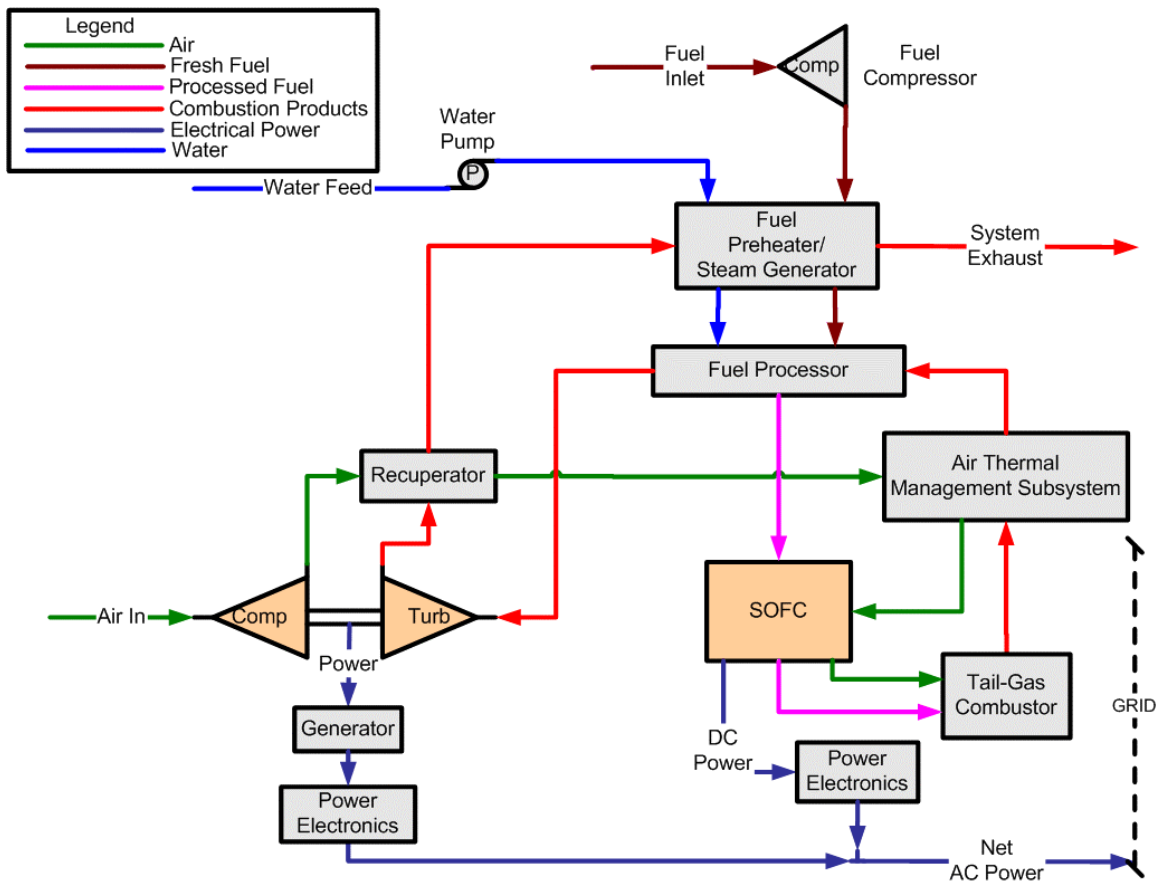 Legend
Air
Fresh Fuel
Processed Fuel
Combustion Products
Electrical Power
Water
Fuel
Inlet
Comp
Fuel
Compressor
Water
Pump
P
Water Feed
Fuel
Preheater/
Steam Generator
System
Exhaust
Fuel Processor
Recuperator
Air Thermal
Management Subsystem
Air In
Comp
Turb
SOFC
Power
Tail-Gas
Combustor
GRID
Generator
DC
Power
Power
Electronics
Power
Electronics
Net
AC Power